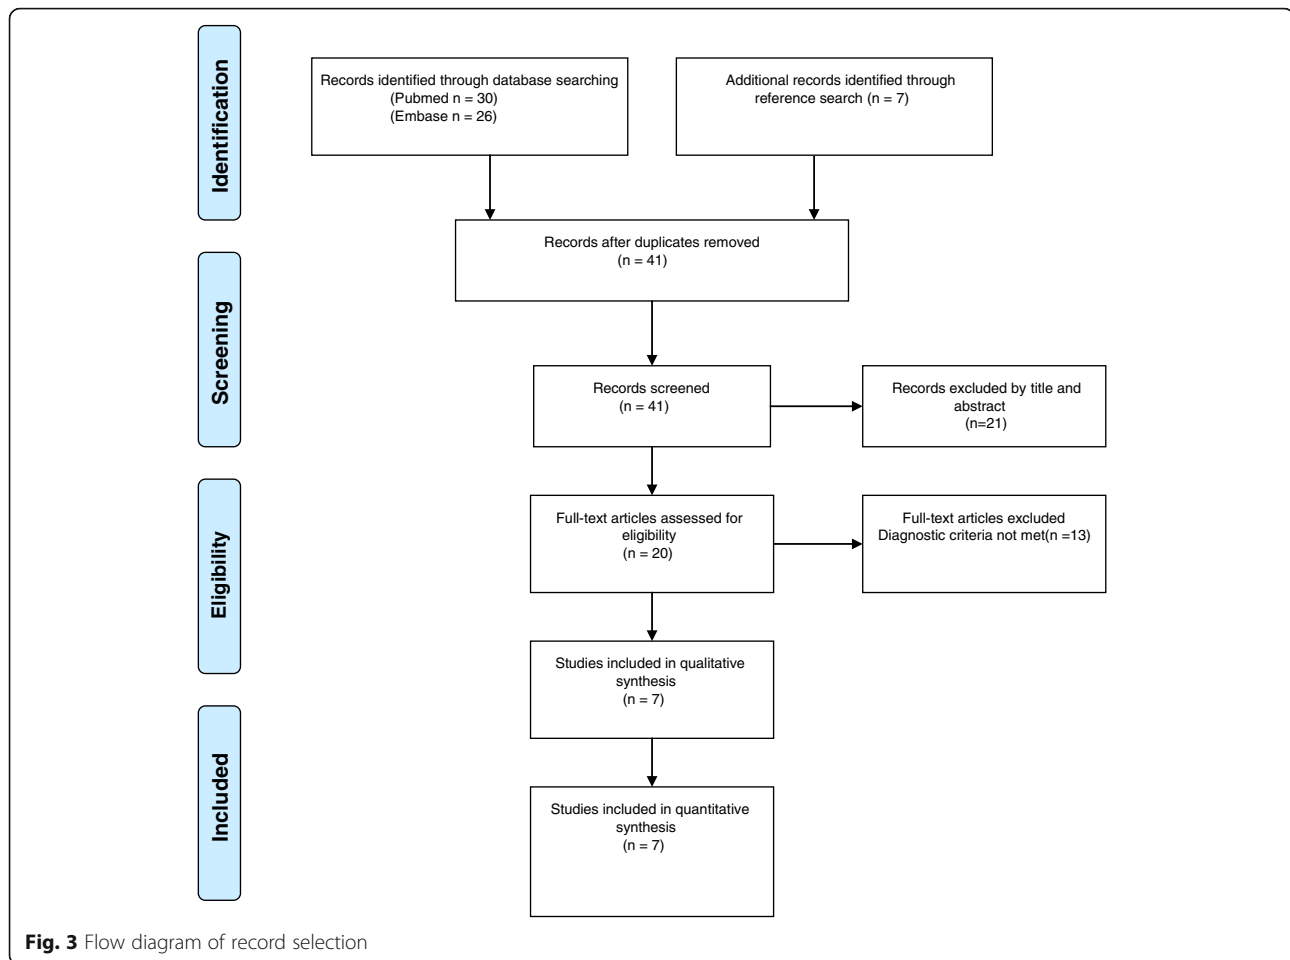 Identification
Records identified through database searching
(Pubmed n = 30)
(Embase n = 26)
Additional records identified through
reference search (n = 7)
Records after duplicates removed
(n = 41)
Screening
Records screened
(n = 41)
Records excluded by title and
abstract
(n=21)
Eligibility
Full-text articles assessed for
eligibility
(n = 20)
Full-text articles excluded
Diagnostic criteria not met(n =13)
Studies included in qualitative
synthesis
(n = 7)
Included
Studies included in quantitative
synthesis
(n = 7)
Fig. 3 Flow diagram of record selection